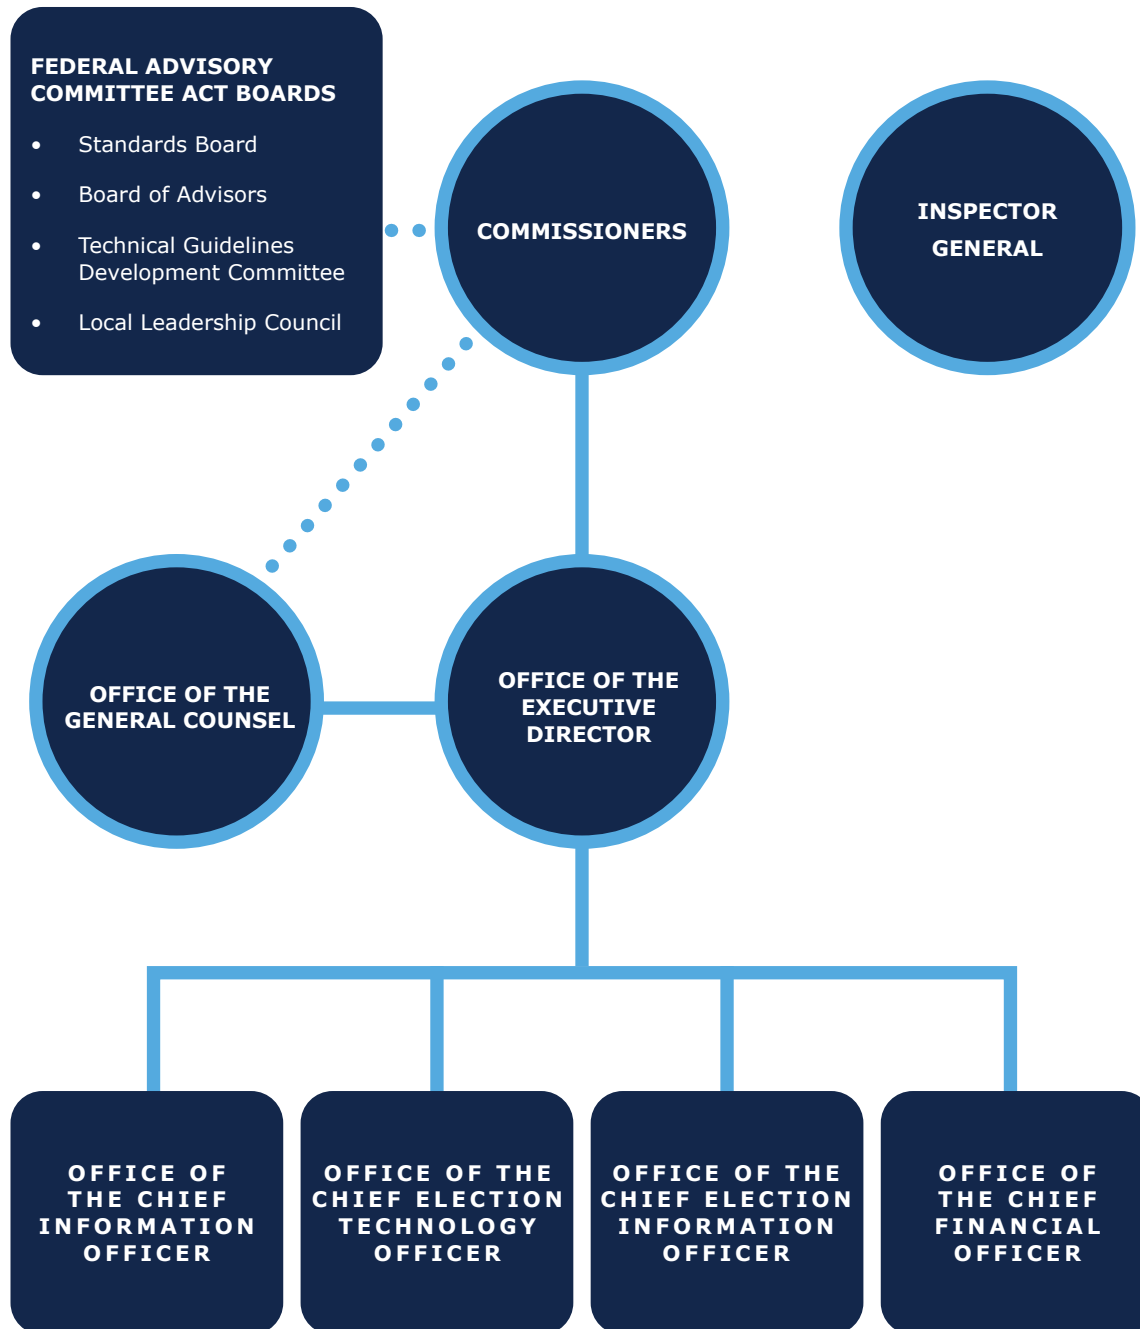 FEDERAL ADVISORY
COMMITTEE ACT BOARDS
• Standards Board
• Board of Advisors
• Technical Guidelines
Development Committee
• Local Leadership Council
COMMISSIONERS
INSPECTOR
GENERAL
OFFICE OF THE
GENERAL COUNSEL
OFFICE OF THE
EXECUTIVE
DIRECTOR
OFFICE OF
THE CHIEF
INFORMATION
OFFICER
OFFICE OF THE
CHIEF ELECTION
TECHNOLOGY
OFFICER
OFFICE OF THE
CHIEF ELECTION
INFORMATION
OFFICER
OFFICE OF
THE CHIEF
FINANCIAL
OFFICER